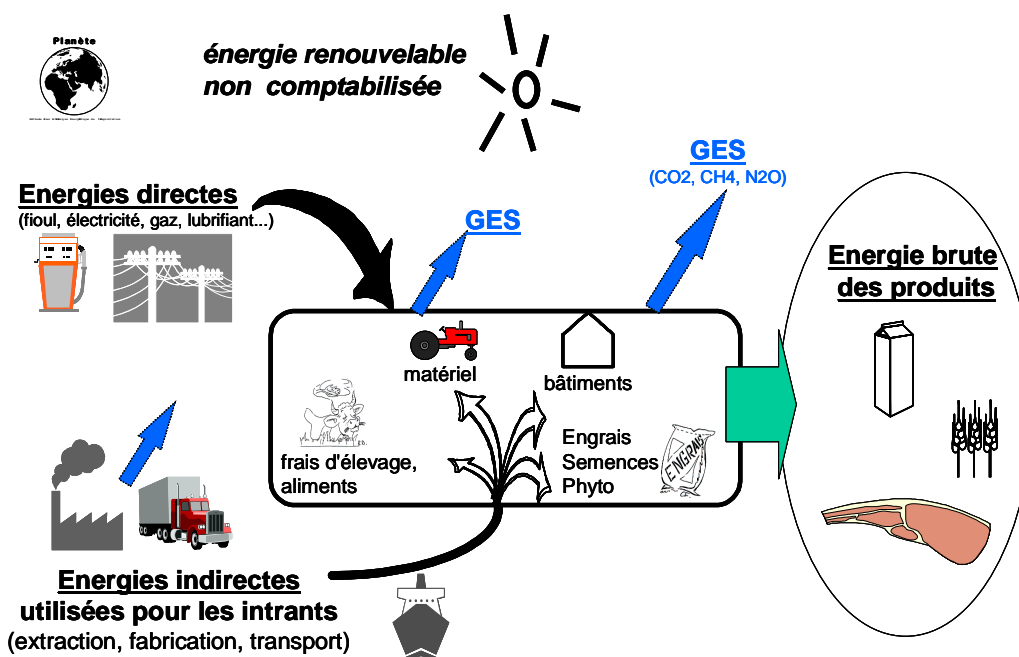 Planète
énergie renouvelable
non comptabilisée
GES
(CO2, CH4, N2O)
Energies directes
(fioul, électricité, gaz, lubrifiant...)
GES
Energie brute
des produits
matériel
bâtiments
frais d'élevage,
aliments
Engrais
Semences
Phyto
ENGRAIS
Energies indirectes
utilisées pour les intrants
(extraction, fabrication, transport)